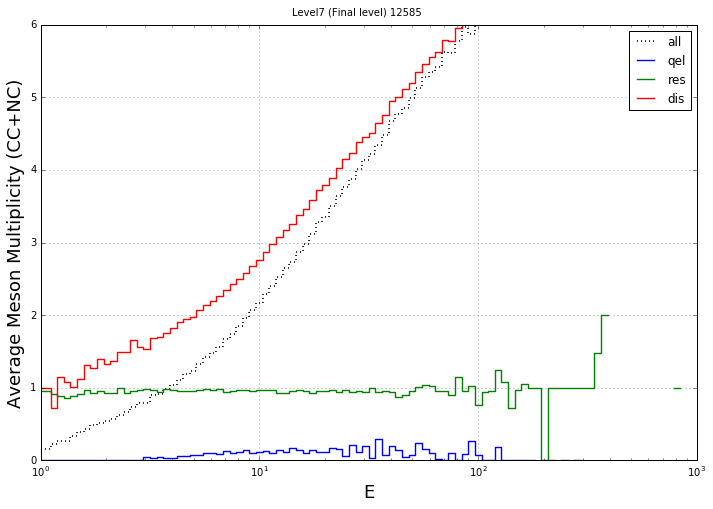 Level7 (Final level) 12585
Average Meson Multiplicity (CC+NC)
6
5
4
3
2
1
0
all
qel
res
dis
10^0
10^1
10^2
10^3
E